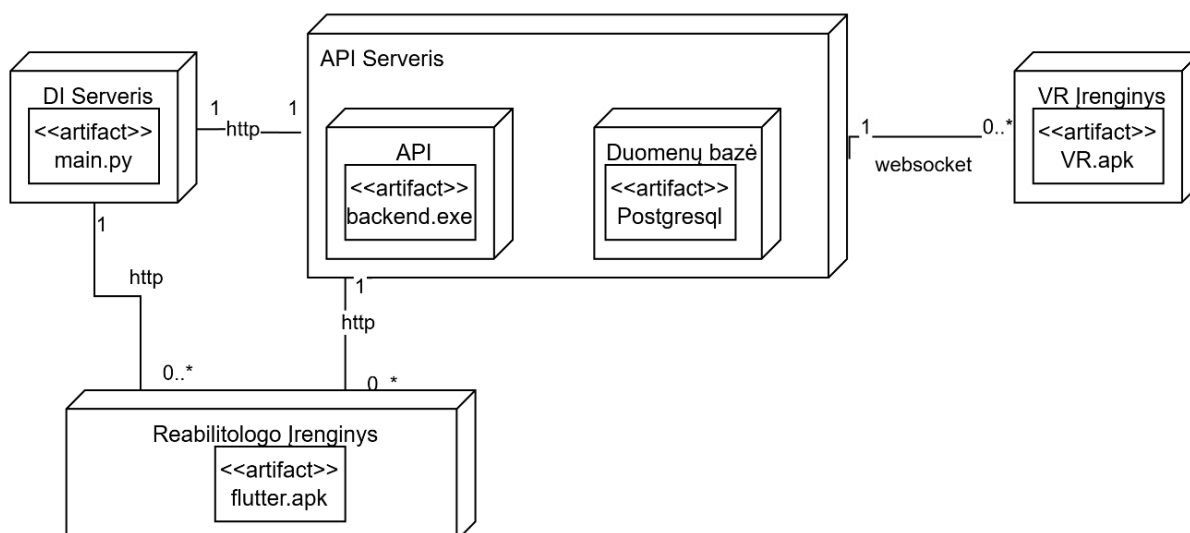 API Serveris
DI Serveris
<<artifact>>
main.py
1
http
1
API
<<artifact>>
backend.exe
Duomenų bazė
<<artifact>>
Postgresql
1
0..*
websocket
VR Įrenginys
<<artifact>>
VR.apk
1
http
0..*
1
http
0..*
Reabilitologo Įrenginys
<<artifact>>
flutter.apk